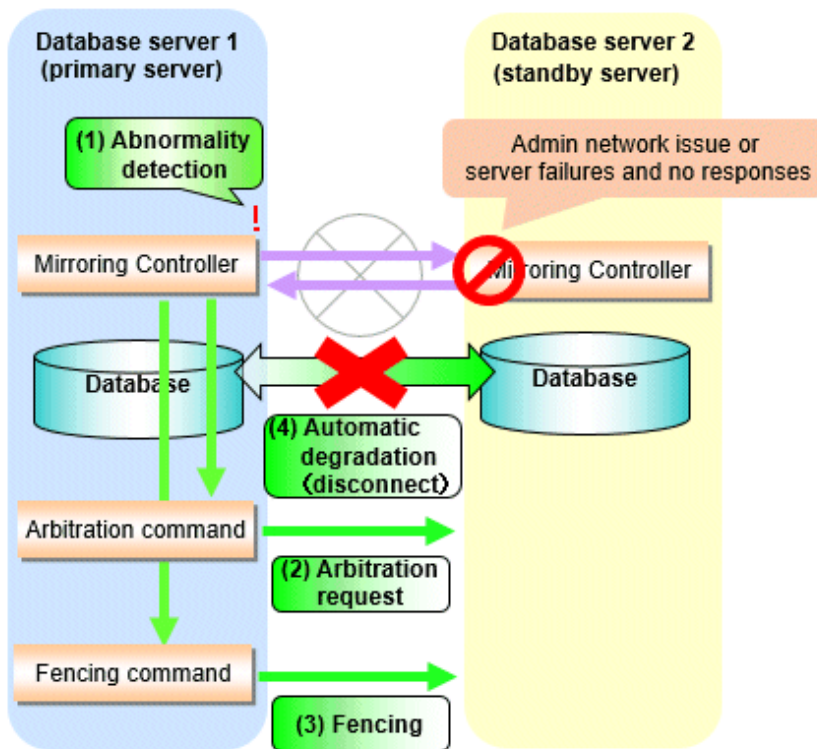 Database server 1
(primary server)
Database server 2
(standby server)
(1) Abnormality
detection
Admin network issue or
server failures and no responses
!
Mirroring Controller
Mirroring Controller
Database
Database
(4) Automatic
degradation
(disconnect)
Arbitration command
(2) Arbitration
request
Fencing command
(3) Fencing